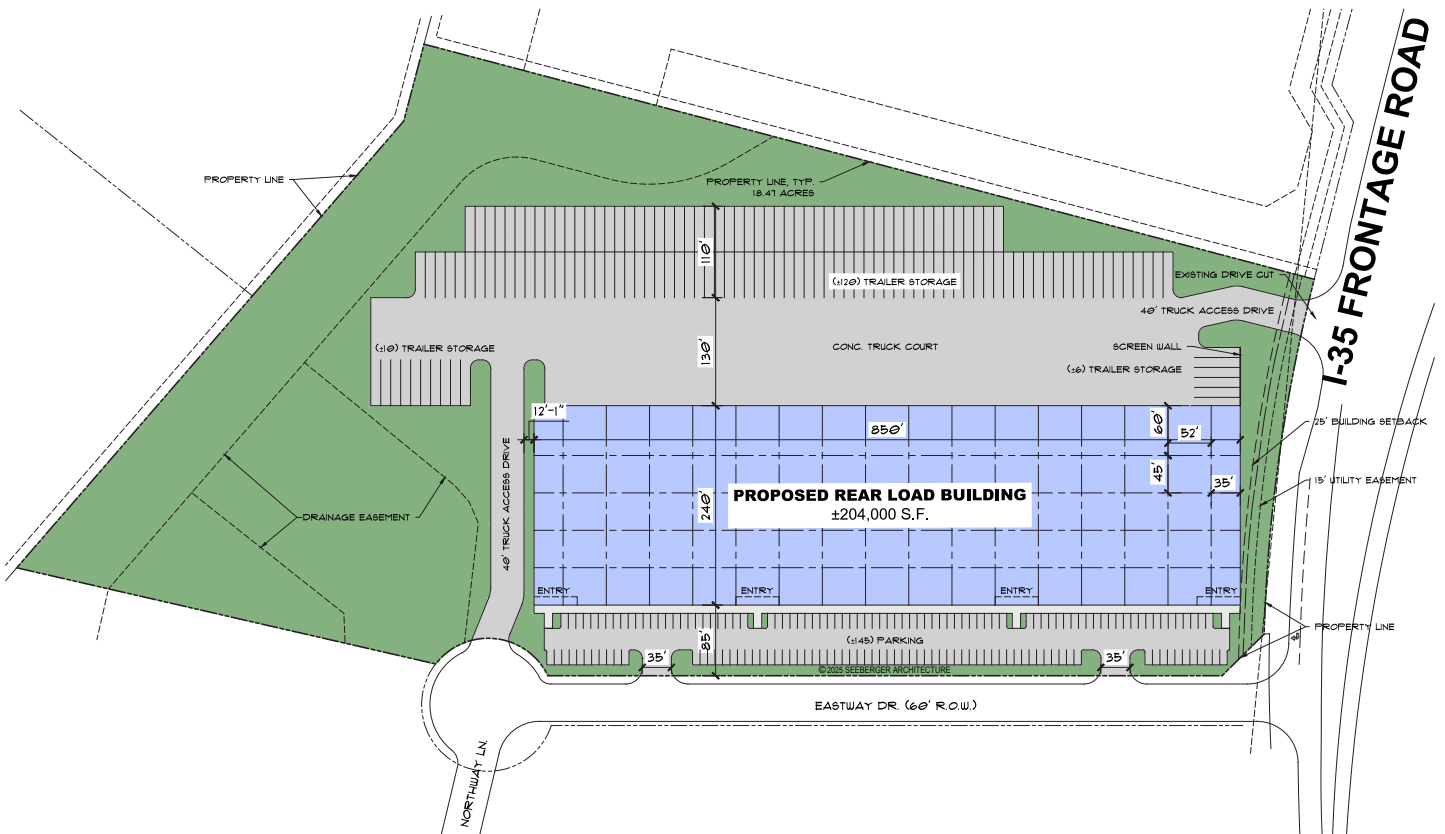 I-35 FRONTAGE ROAD
PROPERTY LINE
PROPERTY LINE, TYP.
18.47 ACRES
110'
(±120) TRAILER STORAGE
EXISTING DRIVE CUT
40' TRUCK ACCESS DRIVE
(±10) TRAILER STORAGE
130'
CONC. TRUCK COURT
SCREEN WALL
(±6) TRAILER STORAGE
12'-1"
850'
60'
52'
25' BUILDING SETBACK
45'
35'
15' UTILITY EASEMENT
40' TRUCK ACCESS DRIVE
240'
PROPOSED REAR LOAD BUILDING
±204,000 S.F.
DRAINAGE EASEMENT
ENTRY
ENTRY
ENTRY
ENTRY
85'
(±145) PARKING
PROPERTY LINE
35'
35'
©2025 SEEBERGER ARCHITECTURE
EASTWAY DR. (60' R.O.W.)
NORTHWAY LN.